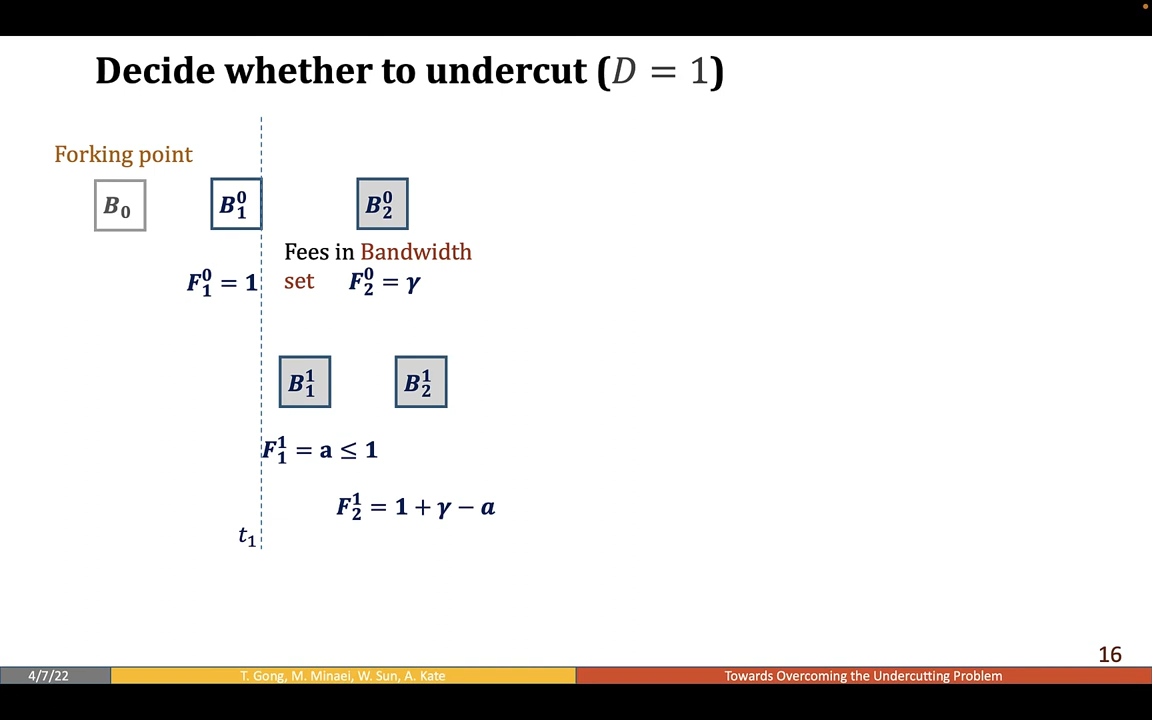 Decide whether to undercut (D = 1)
Forking point
B₀ B₁⁰ B₂⁰
Fees in Bandwidth
F₁⁰ = 1 set F₂⁰ = γ
B₁¹ B₂¹
F₁¹ = a ≤ 1
F₂¹ = 1 + γ − a
t₁
16
4/7/22 T. Gong, M. Minaei, W. Sun, A. Kate Towards Overcoming the Undercutting Problem